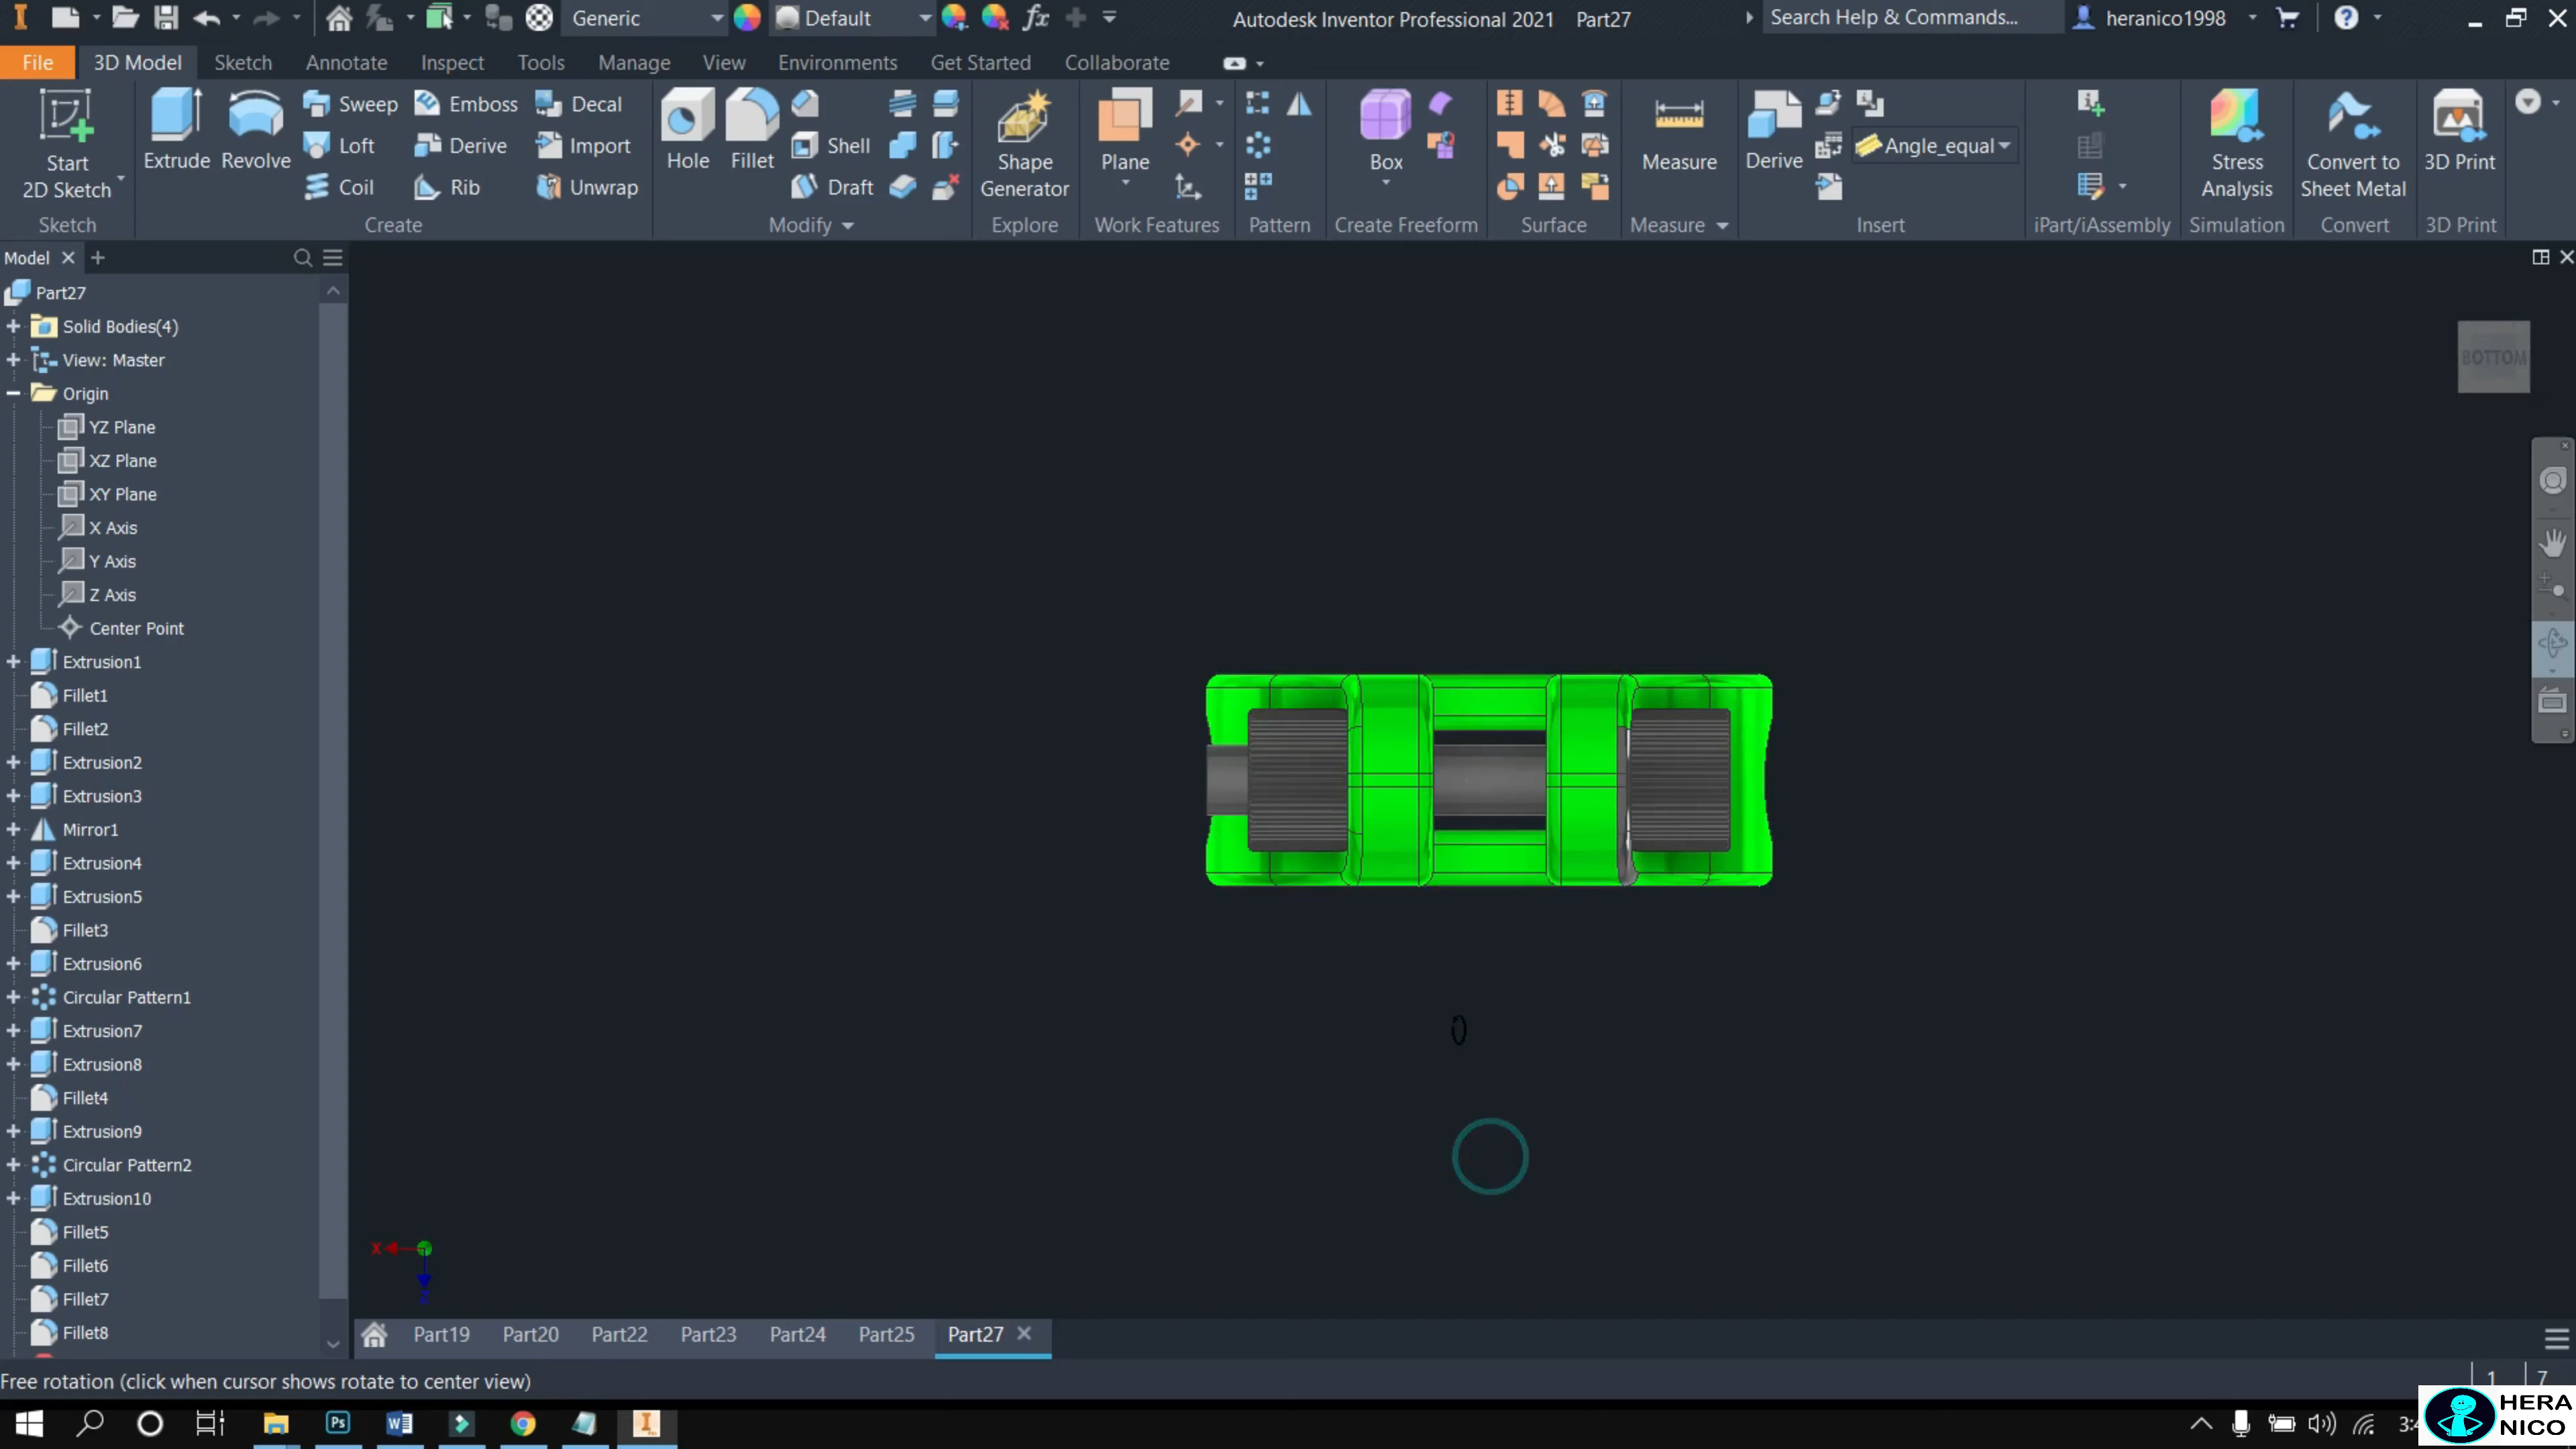 Generic
Default
Autodesk Inventor Professional 2021 Part27
Search Help & Commands...
heranico1998
File 3D Model Sketch Annotate Inspect Tools Manage View Environments Get Started Collaborate
Start
2D Sketch
Extrude
Revolve
Sweep
Loft
Coil
Emboss
Derive
Rib
Decal
Import
Unwrap
Hole
Fillet
Shell
Draft
Shape
Generator
Plane
Box
Measure
Derive
Angle_equal
Stress
Analysis
Convert to
Sheet Metal
3D Print
Sketch Create Modify Explore Work Features Pattern Create Freeform Surface Measure Insert iPart/iAssembly Simulation Convert 3D Print
Model
Part27
Solid Bodies(4)
View: Master
Origin
YZ Plane
XZ Plane
XY Plane
X Axis
Y Axis
Z Axis
Center Point
Extrusion1
Fillet1
Fillet2
Extrusion2
Extrusion3
Mirror1
Extrusion4
Extrusion5
Fillet3
Extrusion6
Circular Pattern1
Extrusion7
Extrusion8
Fillet4
Extrusion9
Circular Pattern2
Extrusion10
Fillet5
Fillet6
Fillet7
Fillet8
BOTTOM
X
Z
Part19 Part20 Part22 Part23 Part24 Part25 Part27
Free rotation (click when cursor shows rotate to center view)
1 7
Ps
HERA
NICO